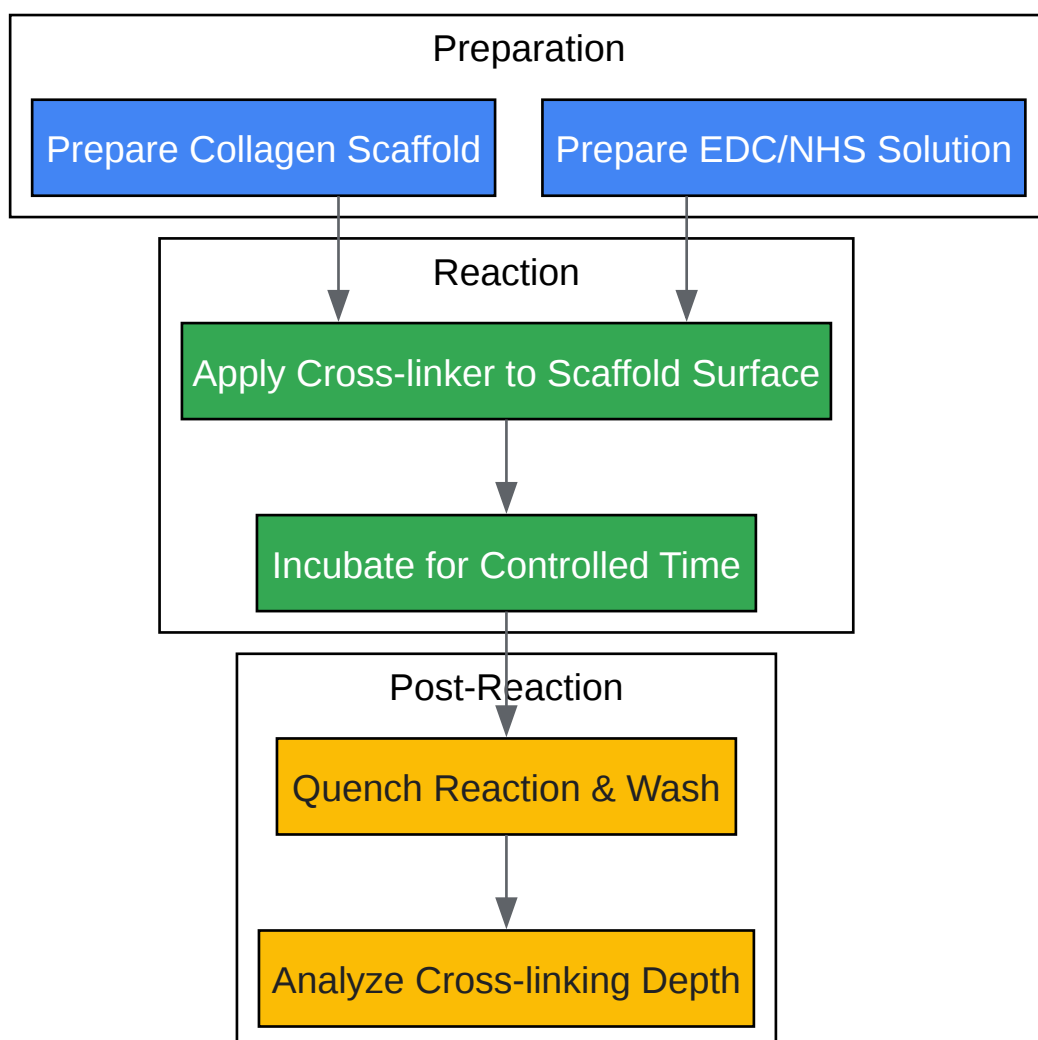 Preparation
Prepare Collagen Scaffold
Prepare EDC/NHS Solution
Reaction
Apply Cross-linker to Scaffold Surface
Incubate for Controlled Time
Post-Reaction
Quench Reaction & Wash
Analyze Cross-linking Depth